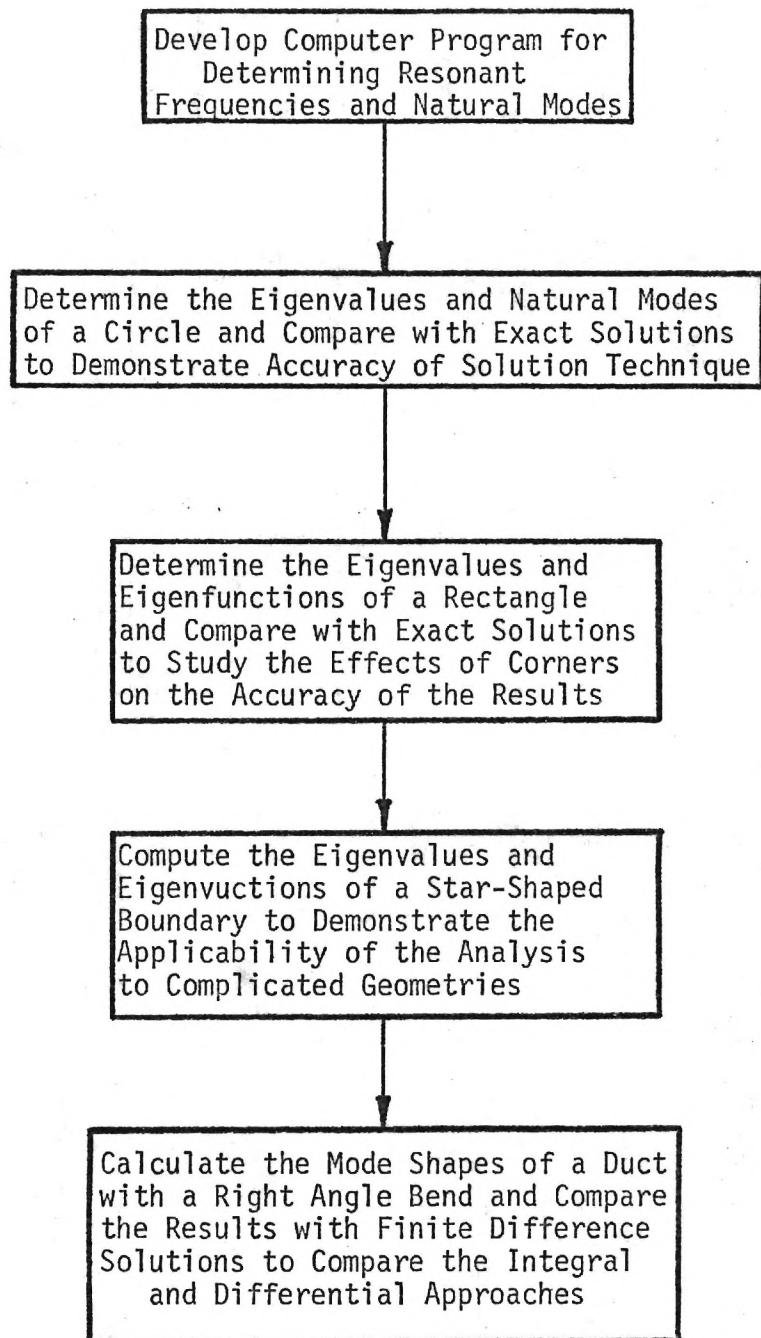 Develop Computer Program for
Determining Resonant
Frequencies and Natural Modes
Determine the Eigenvalues and Natural Modes
of a Circle and Compare with Exact Solutions
to Demonstrate Accuracy of Solution Technique
Determine the Eigenvalues and
Eigenfunctions of a Rectangle
and Compare with Exact Solutions
to Study the Effects of Corners
on the Accuracy of the Results
Compute the Eigenvalues and
Eigenvuctions of a Star-Shaped
Boundary to Demonstrate the
Applicability of the Analysis
to Complicated Geometries
Calculate the Mode Shapes of a Duct
with a Right Angle Bend and Compare
the Results with Finite Difference
Solutions to Compare the Integral
and Differential Approaches